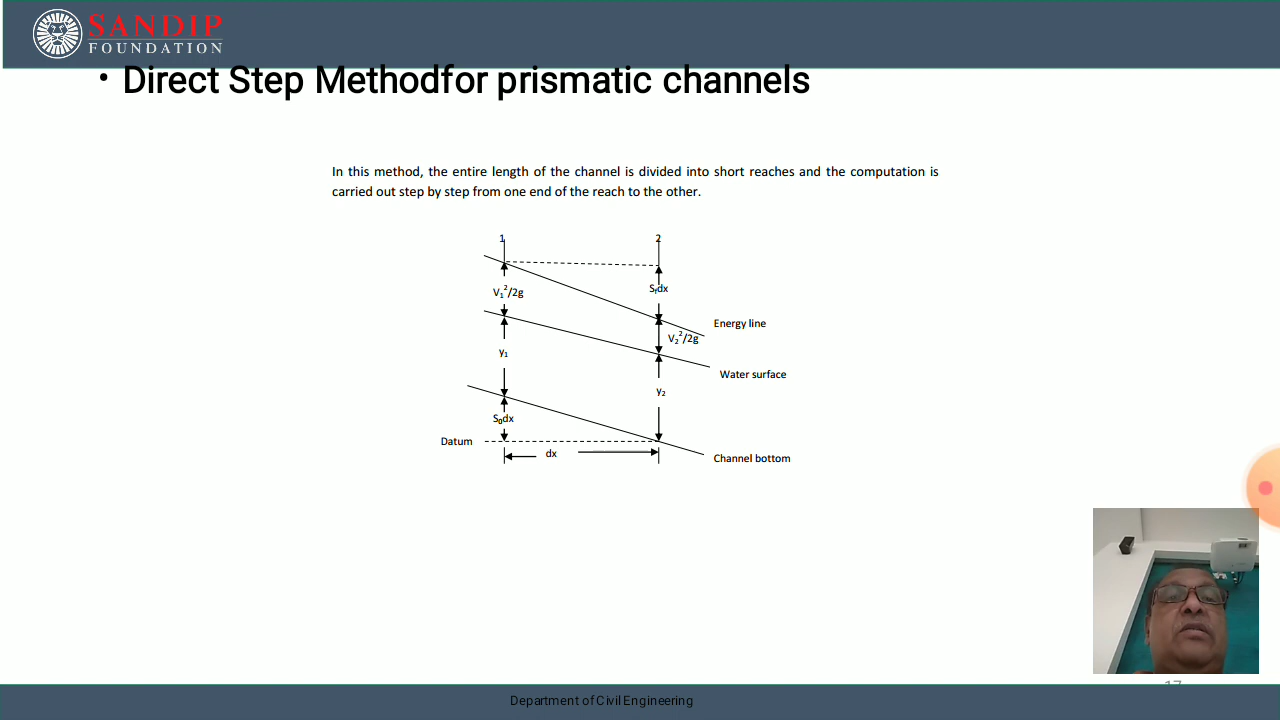 SANDIP
FOUNDATION
• Direct Step Methodfor prismatic channels
In this method, the entire length of the channel is divided into short reaches and the computation is
carried out step by step from one end of the reach to the other.
1
2
V₁²/2g
Sfdx
Energy line
V₂²/2g
y₁
Water surface
y₂
S₀dx
Datum
dx
Channel bottom
17
Department of Civil Engineering